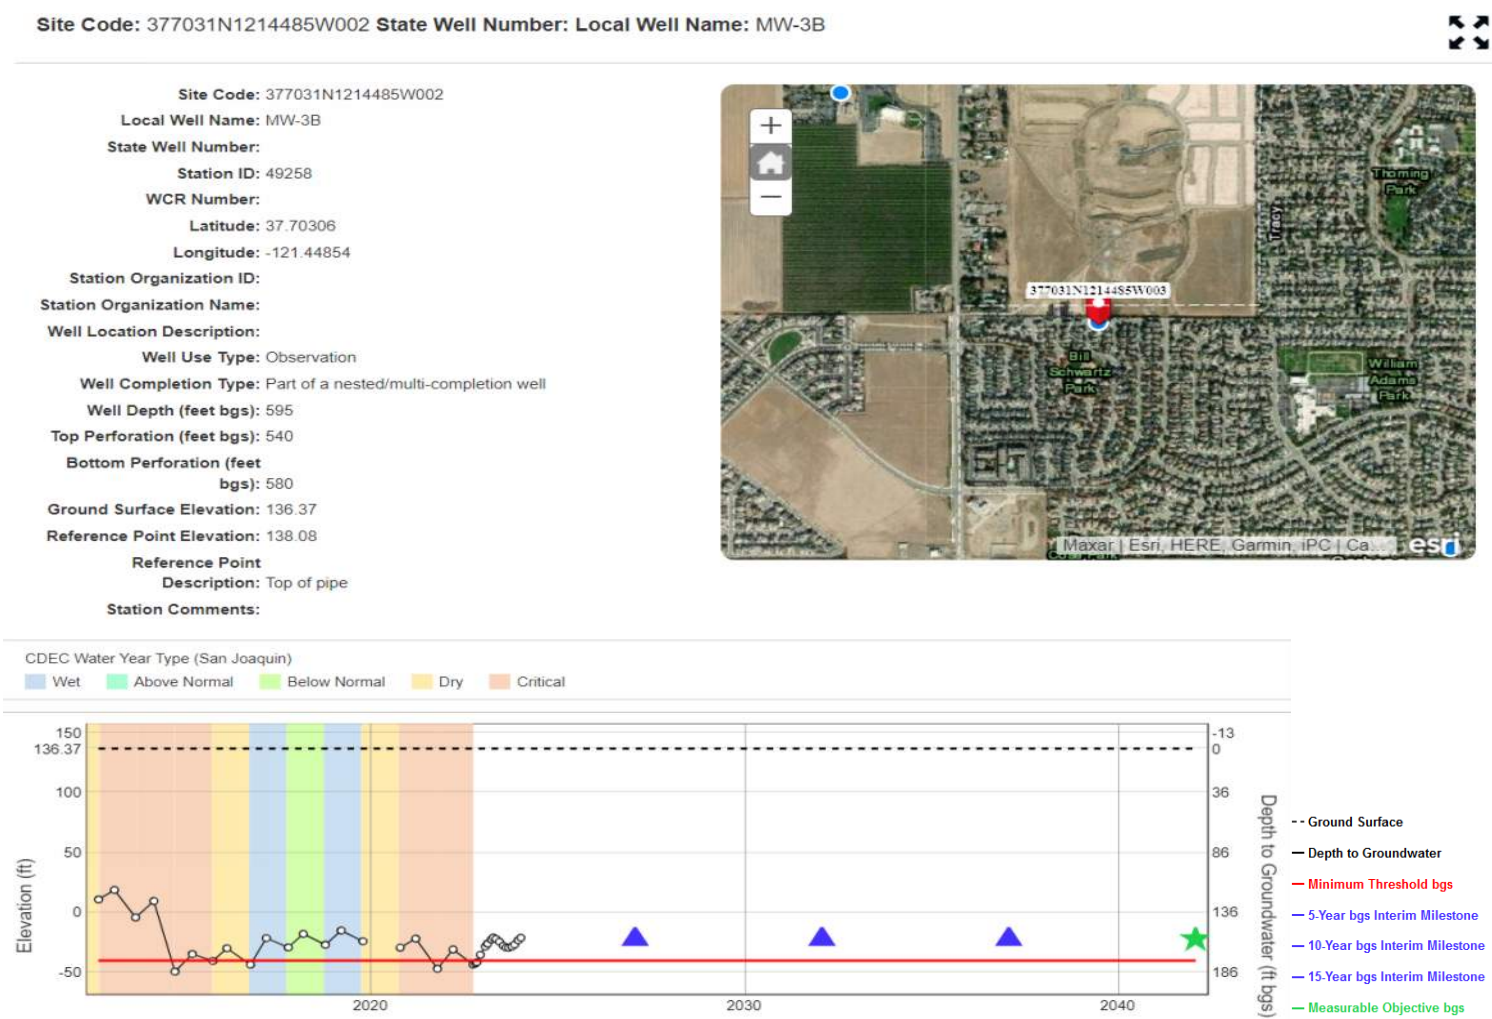 Site Code: 377031N1214485W002 State Well Number: Local Well Name: MW-3B
Site Code: 377031N1214485W002
Local Well Name: MW-3B
State Well Number:
Station ID: 49258
WCR Number:
Latitude: 37.70306
Longitude: -121.44854
Station Organization ID:
Station Organization Name:
Well Location Description:
Well Use Type: Observation
Well Completion Type: Part of a nested/multi-completion well
Well Depth (feet bgs): 595
Top Perforation (feet bgs): 540
Bottom Perforation (feet
bgs): 580
Ground Surface Elevation: 136.37
Reference Point Elevation: 138.08
Reference Point
Description: Top of pipe
Station Comments:
+
−
Thoming
Park
Tracy
377031N1214485W003
Bill
Schwartz
Park
William
Adams
Park
Maxar | Esri, HERE, Garmin, iPC | Ca...
esri
CDEC Water Year Type (San Joaquin)
Wet Above Normal Below Normal Dry Critical
150
136.37
100
50
0
-50
Elevation (ft)
2020 2030 2040
-13
0
36
86
136
186
Depth to Groundwater (ft bgs)
Ground Surface
Depth to Groundwater
Minimum Threshold bgs
5-Year bgs Interim Milestone
10-Year bgs Interim Milestone
15-Year bgs Interim Milestone
Measurable Objective bgs